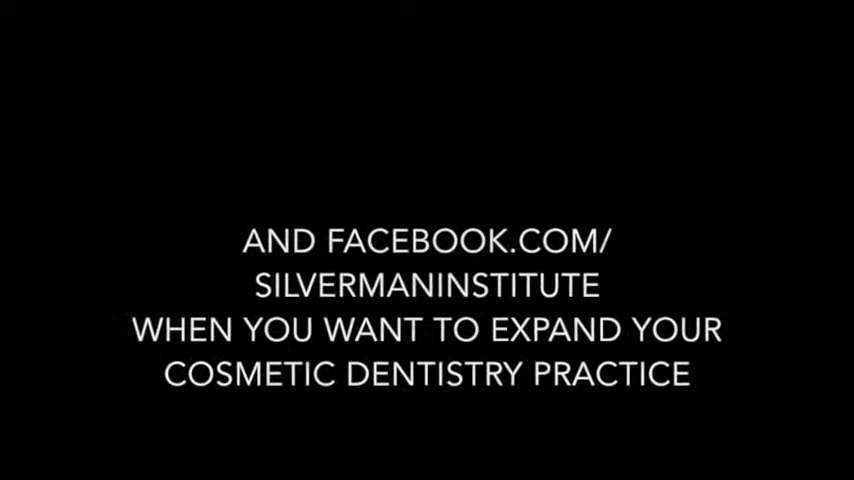 AND FACEBOOK.COM/
SILVERMANINSTITUTE
WHEN YOU WANT TO EXPAND YOUR
COSMETIC DENTISTRY PRACTICE